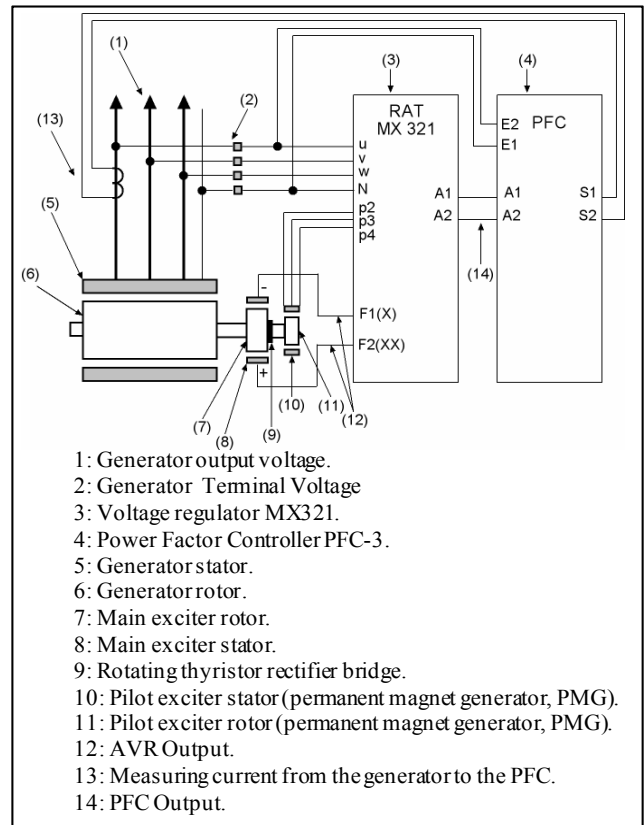 (1)
(2)
(3)
(4)
(13)
RAT
MX 321
PFC
E2
E1
u
v
w
N
(5)
p2
p3
p4
A1
A2
A1
A2
S1
S2
(6)
-
F1(X)
(14)
F2(XX)
+
(10)
(11)
(12)
(7)
(8)
(9)
1: Generator output voltage.
2: Generator Terminal Voltage
3: Voltage regulator MX321.
4: Power Factor Controller PFC-3.
5: Generator stator.
6: Generator rotor.
7: Main exciter rotor.
8: Main exciter stator.
9: Rotating thyristor rectifier bridge.
10: Pilot exciter stator (permanent magnet generator, PMG).
11: Pilot exciter rotor (permanent magnet generator, PMG).
12: AVR Output.
13: Measuring current from the generator to the PFC.
14: PFC Output.